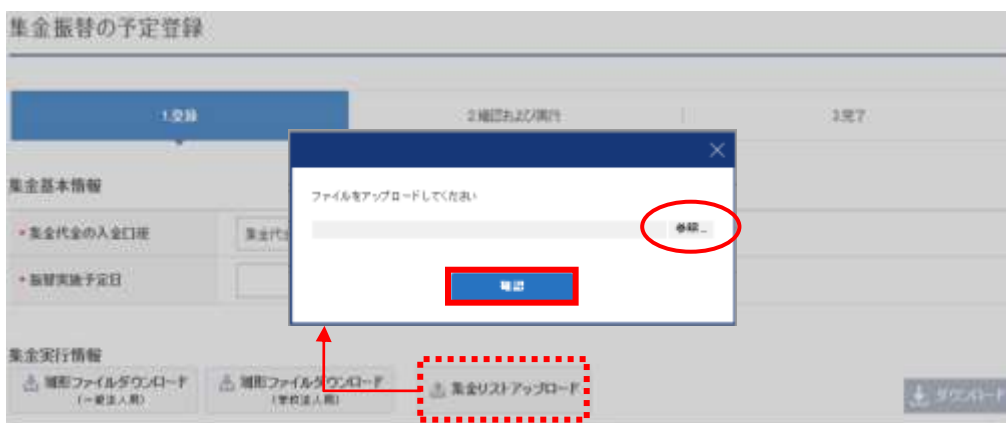 集金振替の予定登録
1.登録
2.確認および実行
3.完了
ファイルをアップロードしてください
参照...
確認
集金基本情報
*集金代金の入金口座
集金代金
*振替実施予定日
集金実行情報
雛形ファイルダウンロード
(一般法人用)
雛形ファイルダウンロード
(学校法人用)
集金リストアップロード
ダウンロード